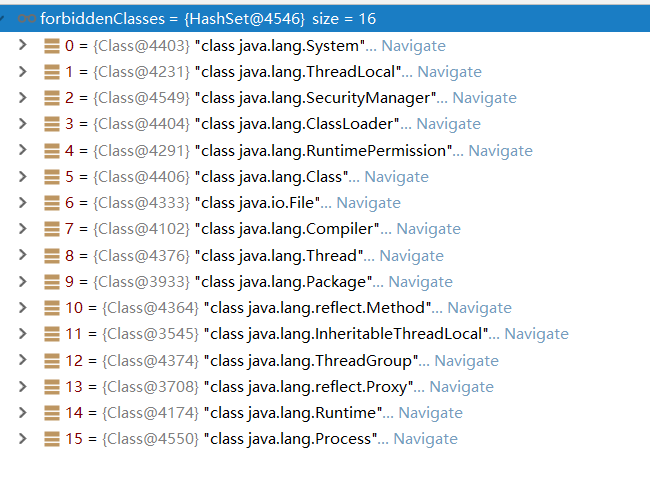 forbiddenClasses = {HashSet@4546} size = 16
0 = {Class@4403} "class java.lang.System"... Navigate
1 = {Class@4231} "class java.lang.ThreadLocal"... Navigate
2 = {Class@4549} "class java.lang.SecurityManager"... Navigate
3 = {Class@4404} "class java.lang.ClassLoader"... Navigate
4 = {Class@4291} "class java.lang.RuntimePermission"... Navigate
5 = {Class@4406} "class java.lang.Class"... Navigate
6 = {Class@4333} "class java.io.File"... Navigate
7 = {Class@4102} "class java.lang.Compiler"... Navigate
8 = {Class@4376} "class java.lang.Thread"... Navigate
9 = {Class@3933} "class java.lang.Package"... Navigate
10 = {Class@4364} "class java.lang.reflect.Method"... Navigate
11 = {Class@3545} "class java.lang.InheritableThreadLocal"... Navigate
12 = {Class@4374} "class java.lang.ThreadGroup"... Navigate
13 = {Class@3708} "class java.lang.reflect.Proxy"... Navigate
14 = {Class@4174} "class java.lang.Runtime"... Navigate
15 = {Class@4550} "class java.lang.Process"... Navigate